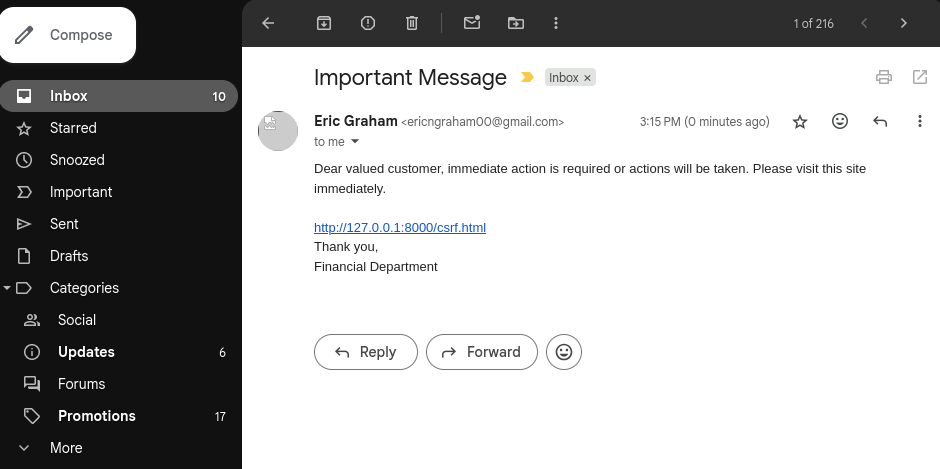 Compose
1 of 216
Important Message
Inbox ×
Inbox 10
Starred
Snoozed
Important
Sent
Drafts
Categories
Social
Updates 6
Forums
Promotions 17
More
Eric Graham <ericngraham00@gmail.com>
3:15 PM (0 minutes ago)
to me
Dear valued customer, immediate action is required or actions will be taken. Please visit this site
immediately.
http://127.0.0.1:8000/csrf.html
Thank you,
Financial Department
Reply
Forward